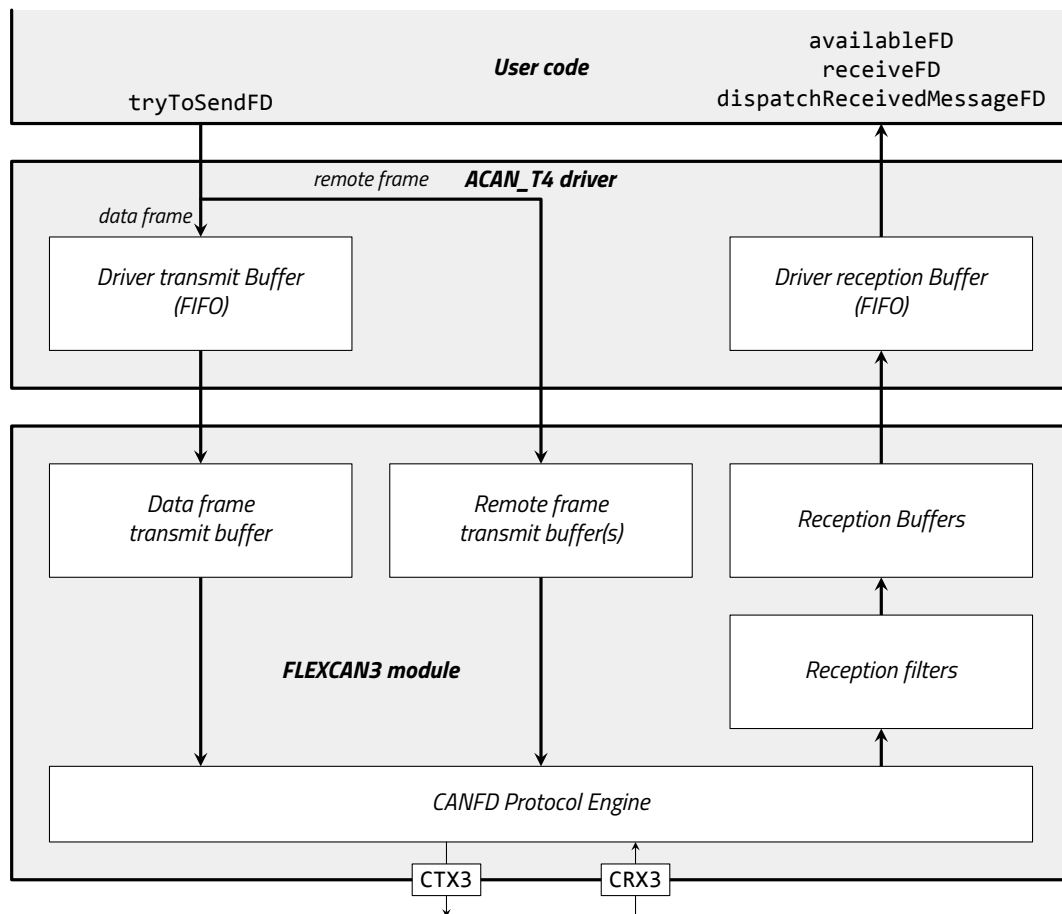 availableFD
User code
receiveFD
tryToSendFD
dispatchReceivedMessageFD
remote frame
ACAN_T4 driver
data frame
Driver transmit Buffer
(FIFO)
Driver reception Buffer
(FIFO)
Data frame
transmit buffer
Remote frame
transmit buffer(s)
Reception Buffers
FLEXCAN3 module
Reception filters
CANFD Protocol Engine
CTX3
CRX3